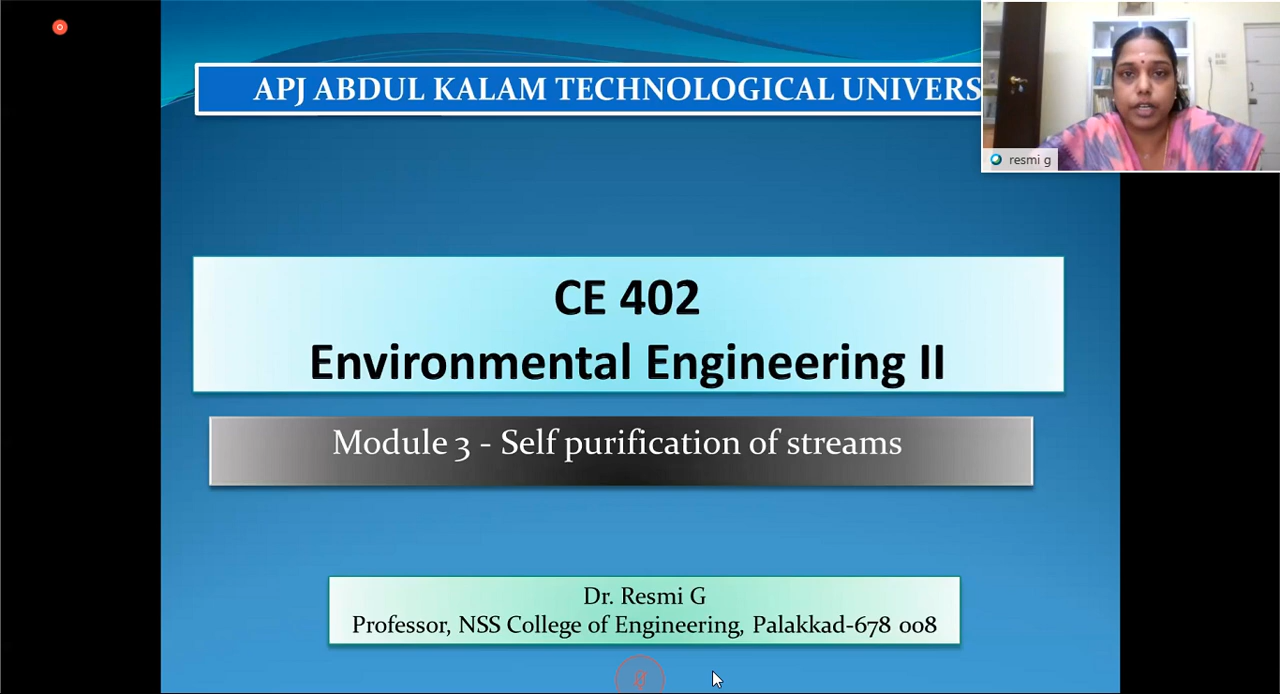 APJ ABDUL KALAM TECHNOLOGICAL UNIVERS
resmi g
CE 402
Environmental Engineering II
Module 3 - Self purification of streams
Dr. Resmi G
Professor, NSS College of Engineering, Palakkad-678 008